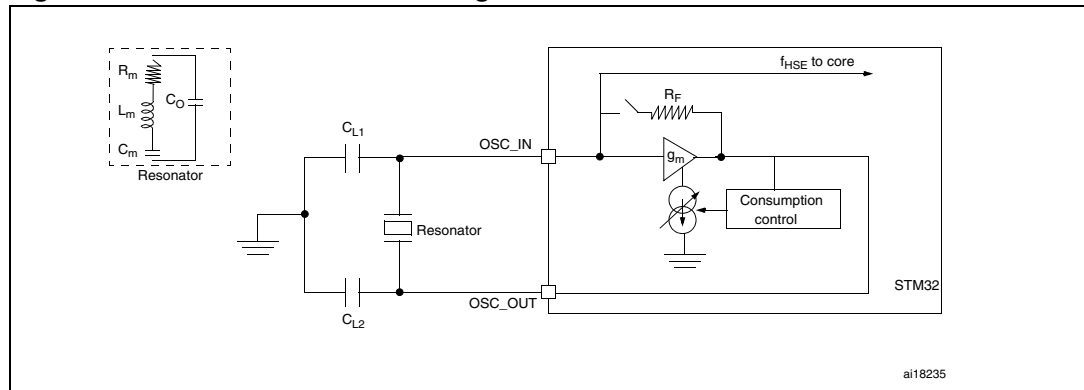 fHSE to core
Rm
RF
CO
Lm
CL1
OSC_IN
Cm
gm
Resonator
Consumption
control
Resonator
STM32
OSC_OUT
CL2
ai18235